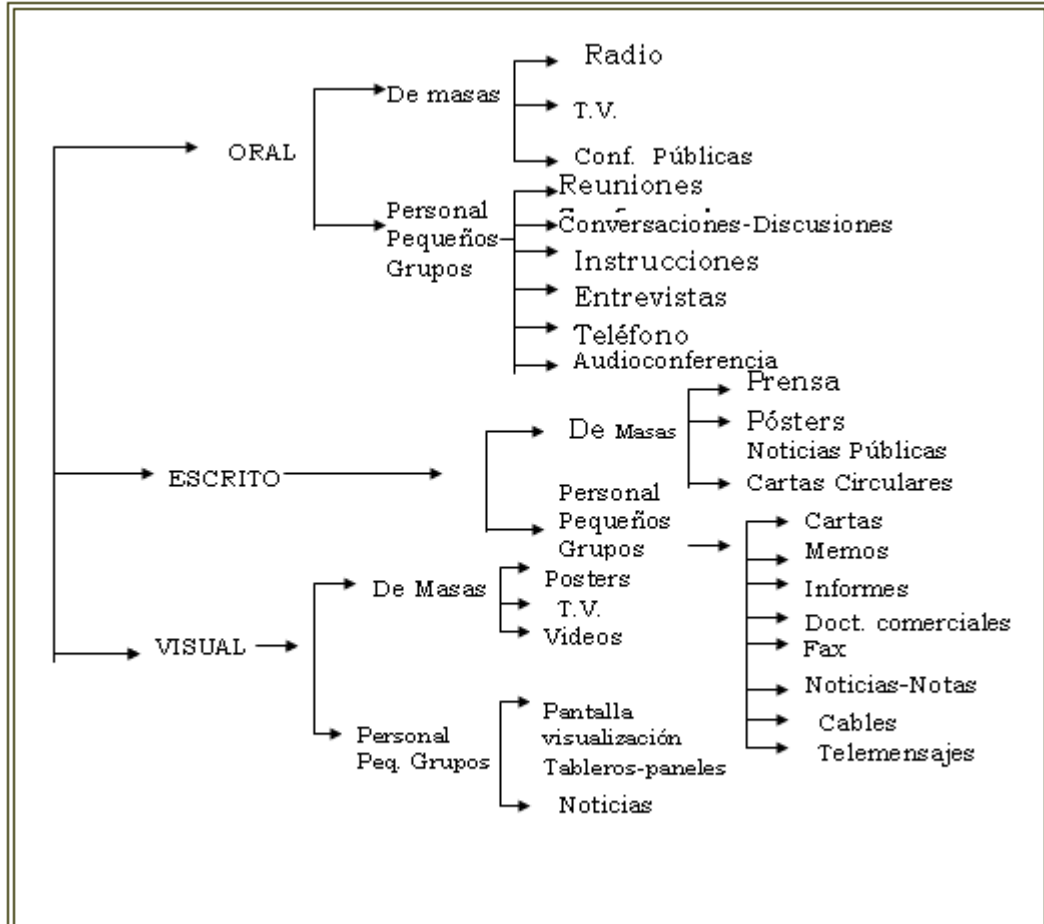 ORAL
De masas
Radio
T.V.
Conf. Públicas
Personal
Pequeños
Grupos
Reuniones
Conversaciones-Discusiones
Instrucciones
Entrevistas
Teléfono
Audioconferencia
ESCRITO
De Masas
Prensa
Pósters
Noticias Públicas
Cartas Circulares
Personal
Pequeños
Grupos
Cartas
Memos
Informes
Doct. comerciales
Fax
Noticias-Notas
Cables
Telemensajes
VISUAL
De Masas
Posters
T.V.
Videos
Personal
Peq. Grupos
Pantalla
visualización
Tableros-paneles
Noticias